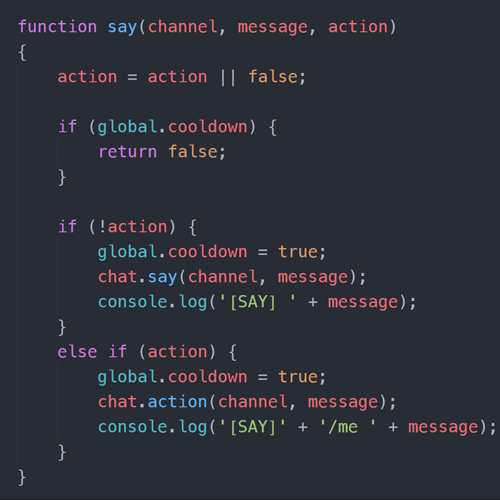 function say(channel, message, action)
{
    action = action || false;

    if (global.cooldown) {
        return false;
    }

    if (!action) {
        global.cooldown = true;
        chat.say(channel, message);
        console.log('[SAY] ' + message);
    }
    else if (action) {
        global.cooldown = true;
        chat.action(channel, message);
        console.log('[SAY]' + '/me ' + message);
    }
}